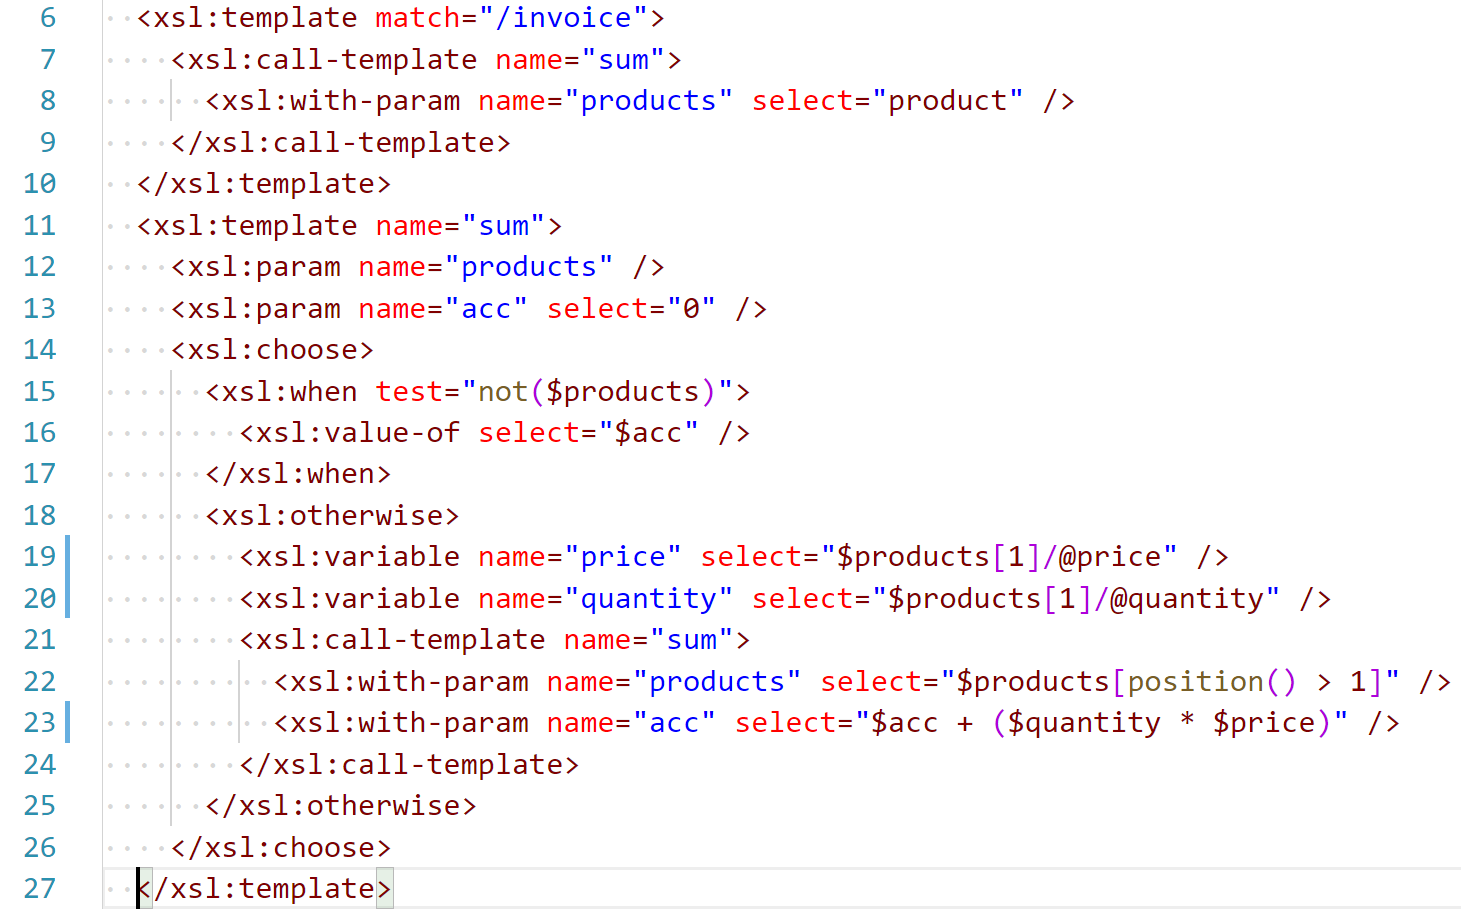 6 <xsl:template match="/invoice">
7 <xsl:call-template name="sum">
8 <xsl:with-param name="products" select="product" />
9 </xsl:call-template>
10 </xsl:template>
11 <xsl:template name="sum">
12 <xsl:param name="products" />
13 <xsl:param name="acc" select="0" />
14 <xsl:choose>
15 <xsl:when test="not($products)">
16 <xsl:value-of select="$acc" />
17 </xsl:when>
18 <xsl:otherwise>
19 <xsl:variable name="price" select="$products[1]/@price" />
20 <xsl:variable name="quantity" select="$products[1]/@quantity" />
21 <xsl:call-template name="sum">
22 <xsl:with-param name="products" select="$products[position() > 1]" />
23 <xsl:with-param name="acc" select="$acc + ($quantity * $price)" />
24 </xsl:call-template>
25 </xsl:otherwise>
26 </xsl:choose>
27 </xsl:template>